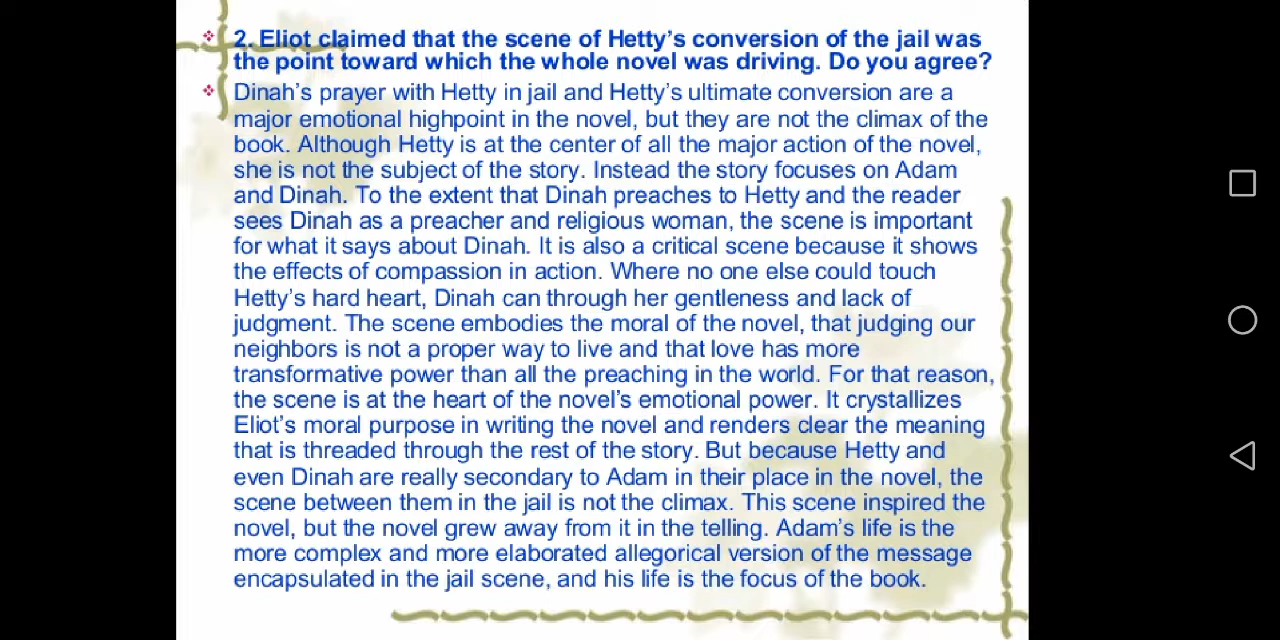 2. Eliot claimed that the scene of Hetty's conversion of the jail was
the point toward which the whole novel was driving. Do you agree?
Dinah's prayer with Hetty in jail and Hetty's ultimate conversion are a
major emotional highpoint in the novel, but they are not the climax of the
book. Although Hetty is at the center of all the major action of the novel,
she is not the subject of the story. Instead the story focuses on Adam
and Dinah. To the extent that Dinah preaches to Hetty and the reader
sees Dinah as a preacher and religious woman, the scene is important
for what it says about Dinah. It is also a critical scene because it shows
the effects of compassion in action. Where no one else could touch
Hetty's hard heart, Dinah can through her gentleness and lack of
judgment. The scene embodies the moral of the novel, that judging our
neighbors is not a proper way to live and that love has more
transformative power than all the preaching in the world. For that reason,
the scene is at the heart of the novel's emotional power. It crystallizes
Eliot's moral purpose in writing the novel and renders clear the meaning
that is threaded through the rest of the story. But because Hetty and
even Dinah are really secondary to Adam in their place in the novel, the
scene between them in the jail is not the climax. This scene inspired the
novel, but the novel grew away from it in the telling. Adam's life is the
more complex and more elaborated allegorical version of the message
encapsulated in the jail scene, and his life is the focus of the book.